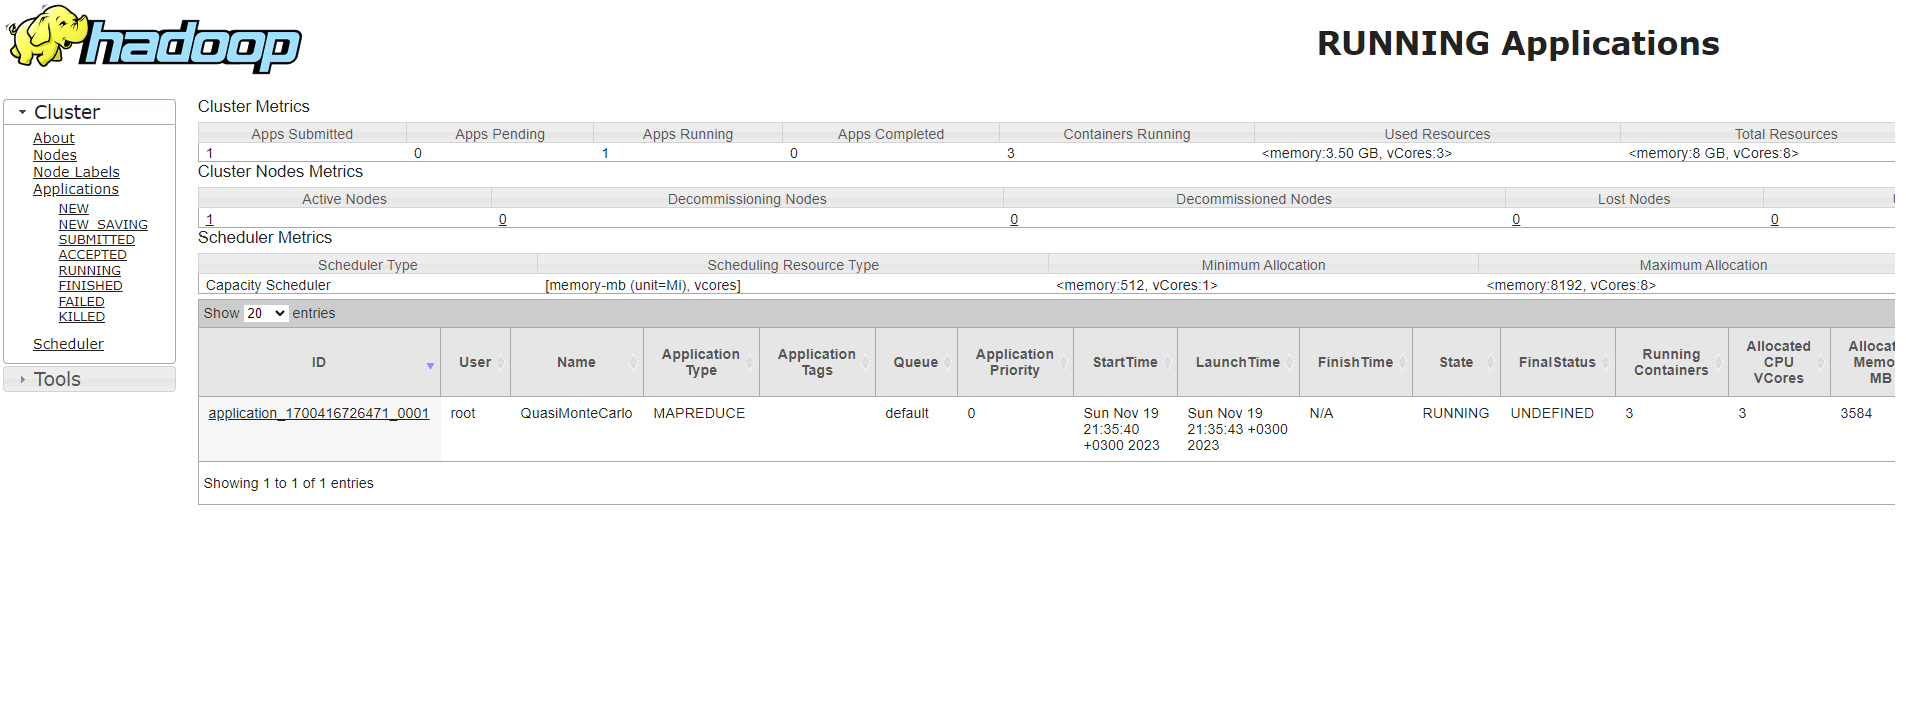 hadoop
RUNNING Applications
Cluster
About
Nodes
Node Labels
Applications
NEW
NEW_SAVING
SUBMITTED
ACCEPTED
RUNNING
FINISHED
FAILED
KILLED
Scheduler
Tools
Cluster Metrics
Apps Submitted Apps Pending Apps Running Apps Completed Containers Running Used Resources Total Resources
1 0 1 0 3 <memory:3.50 GB, vCores:3> <memory:8 GB, vCores:8>
Cluster Nodes Metrics
Active Nodes Decommissioning Nodes Decommissioned Nodes Lost Nodes
1 0 0 0 0
Scheduler Metrics
Scheduler Type Scheduling Resource Type Minimum Allocation Maximum Allocation
Capacity Scheduler [memory-mb (unit=Mi), vcores] <memory:512, vCores:1> <memory:8192, vCores:8>
Show 20 entries
ID User Name Application Type Application Tags Queue Application Priority StartTime LaunchTime FinishTime State FinalStatus Running Containers Allocated CPU VCores Allocat Memo MB
application_1700416726471_0001 root QuasiMonteCarlo MAPREDUCE default 0 Sun Nov 19 21:35:40 +0300 2023 Sun Nov 19 21:35:43 +0300 2023 N/A RUNNING UNDEFINED 3 3 3584
Showing 1 to 1 of 1 entries